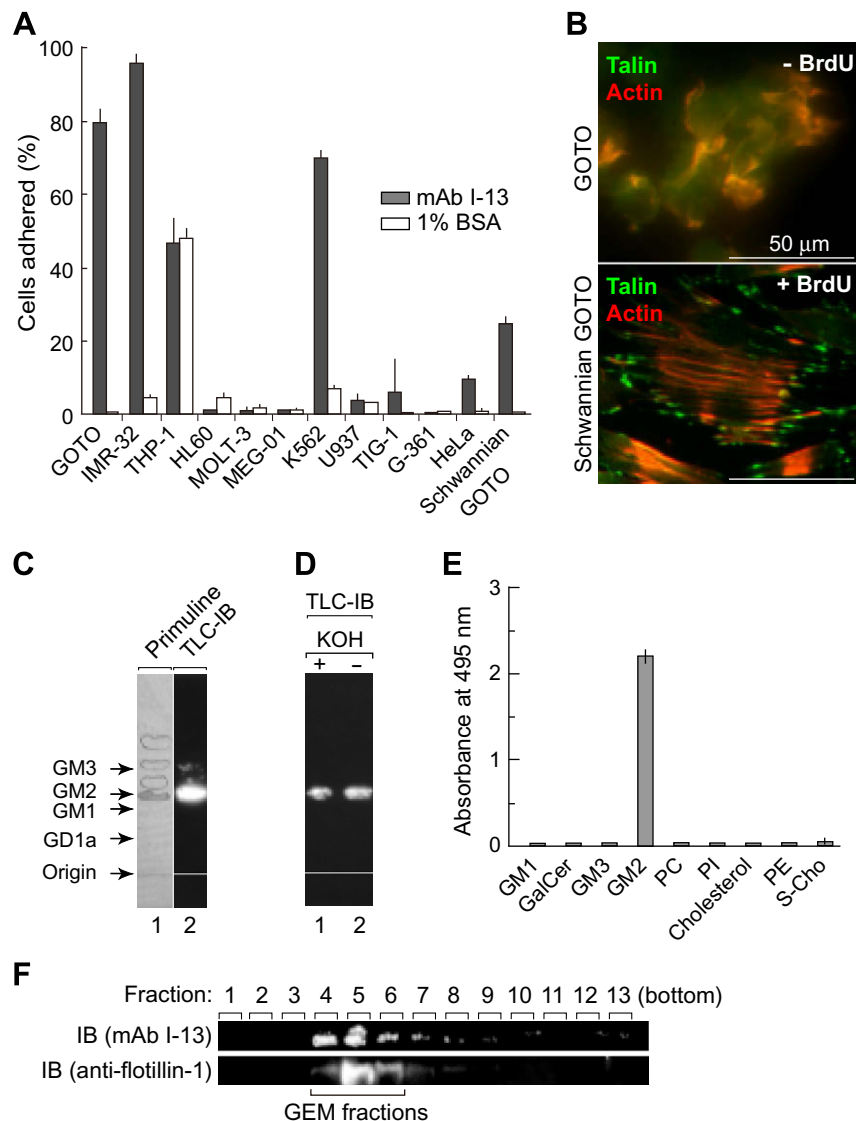 A
100
80
60
40
20
0
Cells adhered (%)
mAb I-13
1% BSA
GOTO
IMR-32
THP-1
HL60
MOLT-3
MEG-01
K562
U937
TIG-1
G-361
HeLa
Schwannian
GOTO
B
Talin
Actin
- BrdU
GOTO
50 μm
Talin
Actin
+ BrdU
Schwannian GOTO
C
Primuline
TLC-IB
GM3
GM2
GM1
GD1a
Origin
1 2
D
TLC-IB
KOH
+ −
1 2
E
Absorbance at 495 nm
3
2
1
0
GM1
GalCer
GM3
GM2
PC
PI
Cholesterol
PE
S-Cho
F
Fraction: 1 2 3 4 5 6 7 8 9 10 11 12 13 (bottom)
IB (mAb I-13)
IB (anti-flotillin-1)
GEM fractions